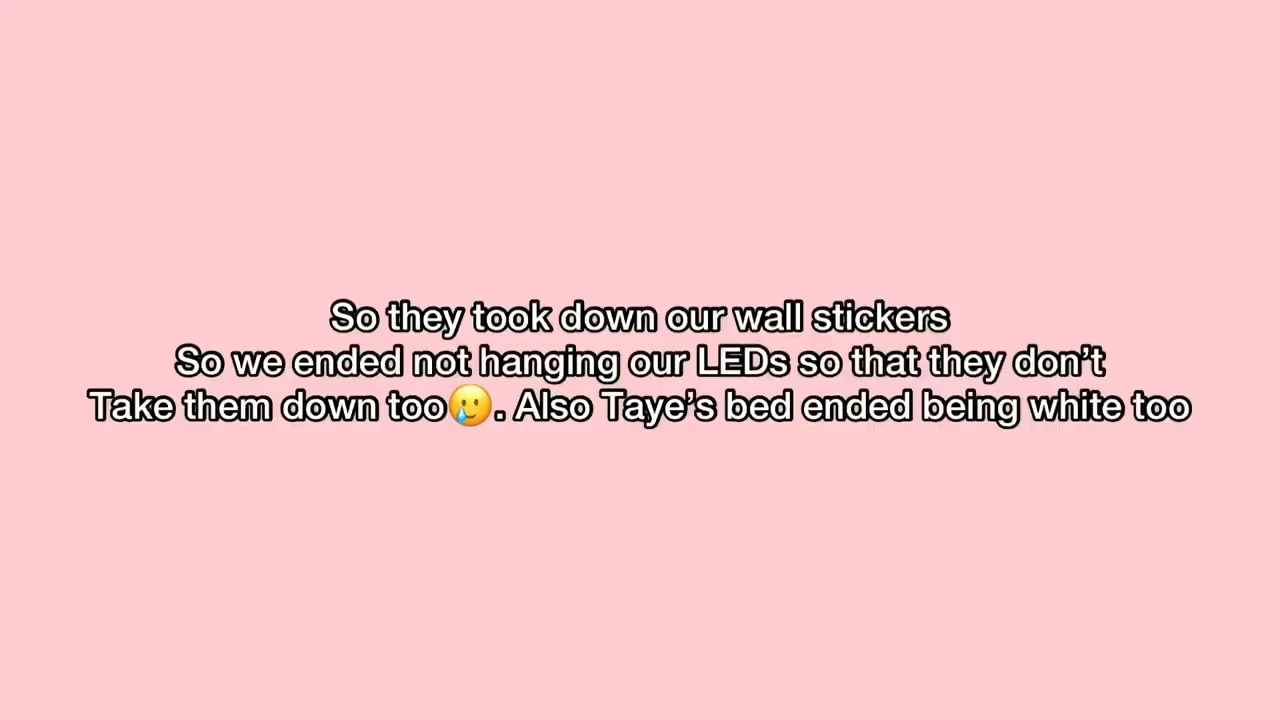 So they took down our wall stickers
So we ended not hanging our LEDs so that they don’t
Take them down too🥲. Also Taye’s bed ended being white too